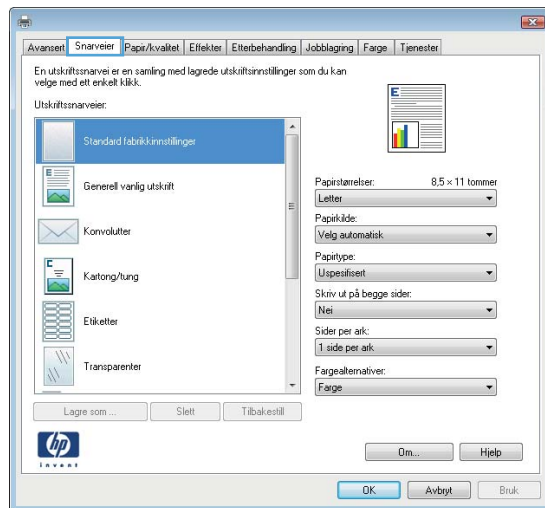 Avansert Snarveier Papir/kvalitet Effekter Etterbehandling Jobblagring Farge Tjenester
En utskriftssnarvei er en samling med lagrede utskriftsinnstillinger som du kan
velge med ett enkelt klikk.
Utskriftssnarveier:
Standard fabrikkinnstillinger
Generell vanlig utskrift
Konvolutter
Kartong/tung
Etiketter
Transparenter
Lagre som ... Slett Tilbakestill
E
Papirstørrelser: 8,5 × 11 tommer
Letter
Papirkilde:
Velg automatisk
Papirtype:
Uspesifisert
Skriv ut på begge sider:
Nei
Sider per ark:
1 side per ark
Fargealternativer:
Farge
hp
invent
Om... Hjelp
OK Avbryt Bruk